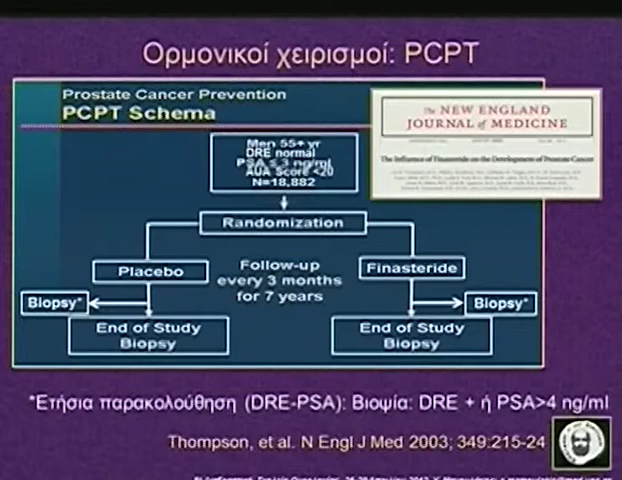 Ορμονικοί χειρισμοί: PCPT
Prostate Cancer Prevention
PCPT Schema
The NEW ENGLAND
JOURNAL of MEDICINE
The Influence of Finasteride on the Development of Prostate Cancer
Men 55+ yr
DRE normal
PSA ≤ 3 ng/ml
AUA Score <20
N=18,882
Randomization
Placebo
Follow-up
every 3 months
for 7 years
Finasteride
Biopsy*
Biopsy*
End of Study
Biopsy
End of Study
Biopsy
*Ετήσια παρακολούθηση (DRE-PSA): Βιοψία: DRE + ή PSA>4 ng/ml
Thompson, et al. N Engl J Med 2003; 349:215-24